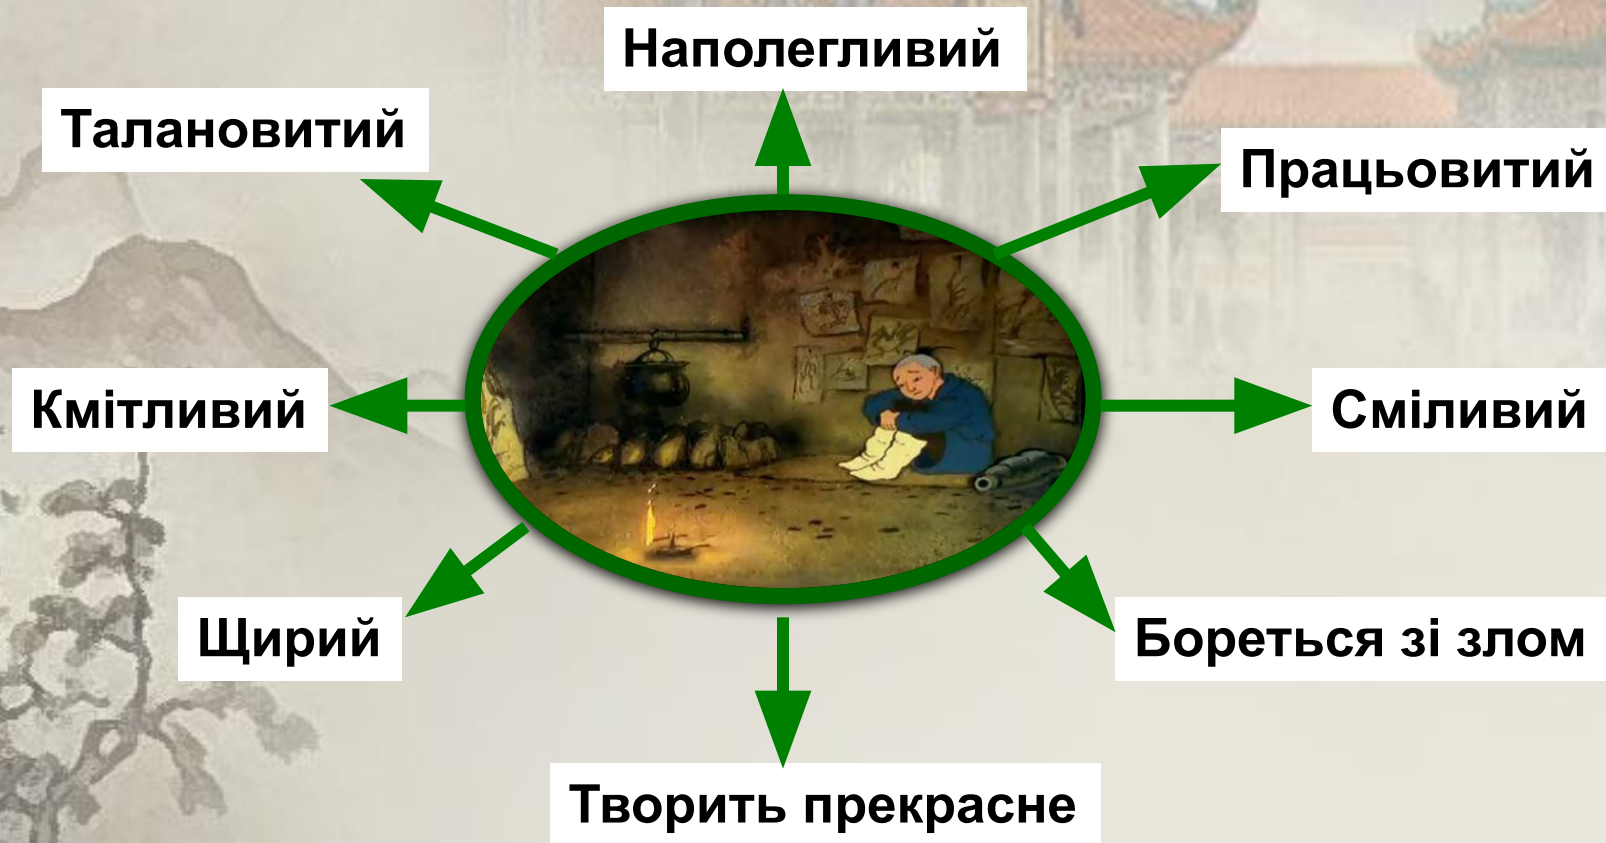 Наполегливий
Талановитий
Працьовитий
Кмітливий
Сміливий
Щирий
Бореться зі злом
Творить прекрасне